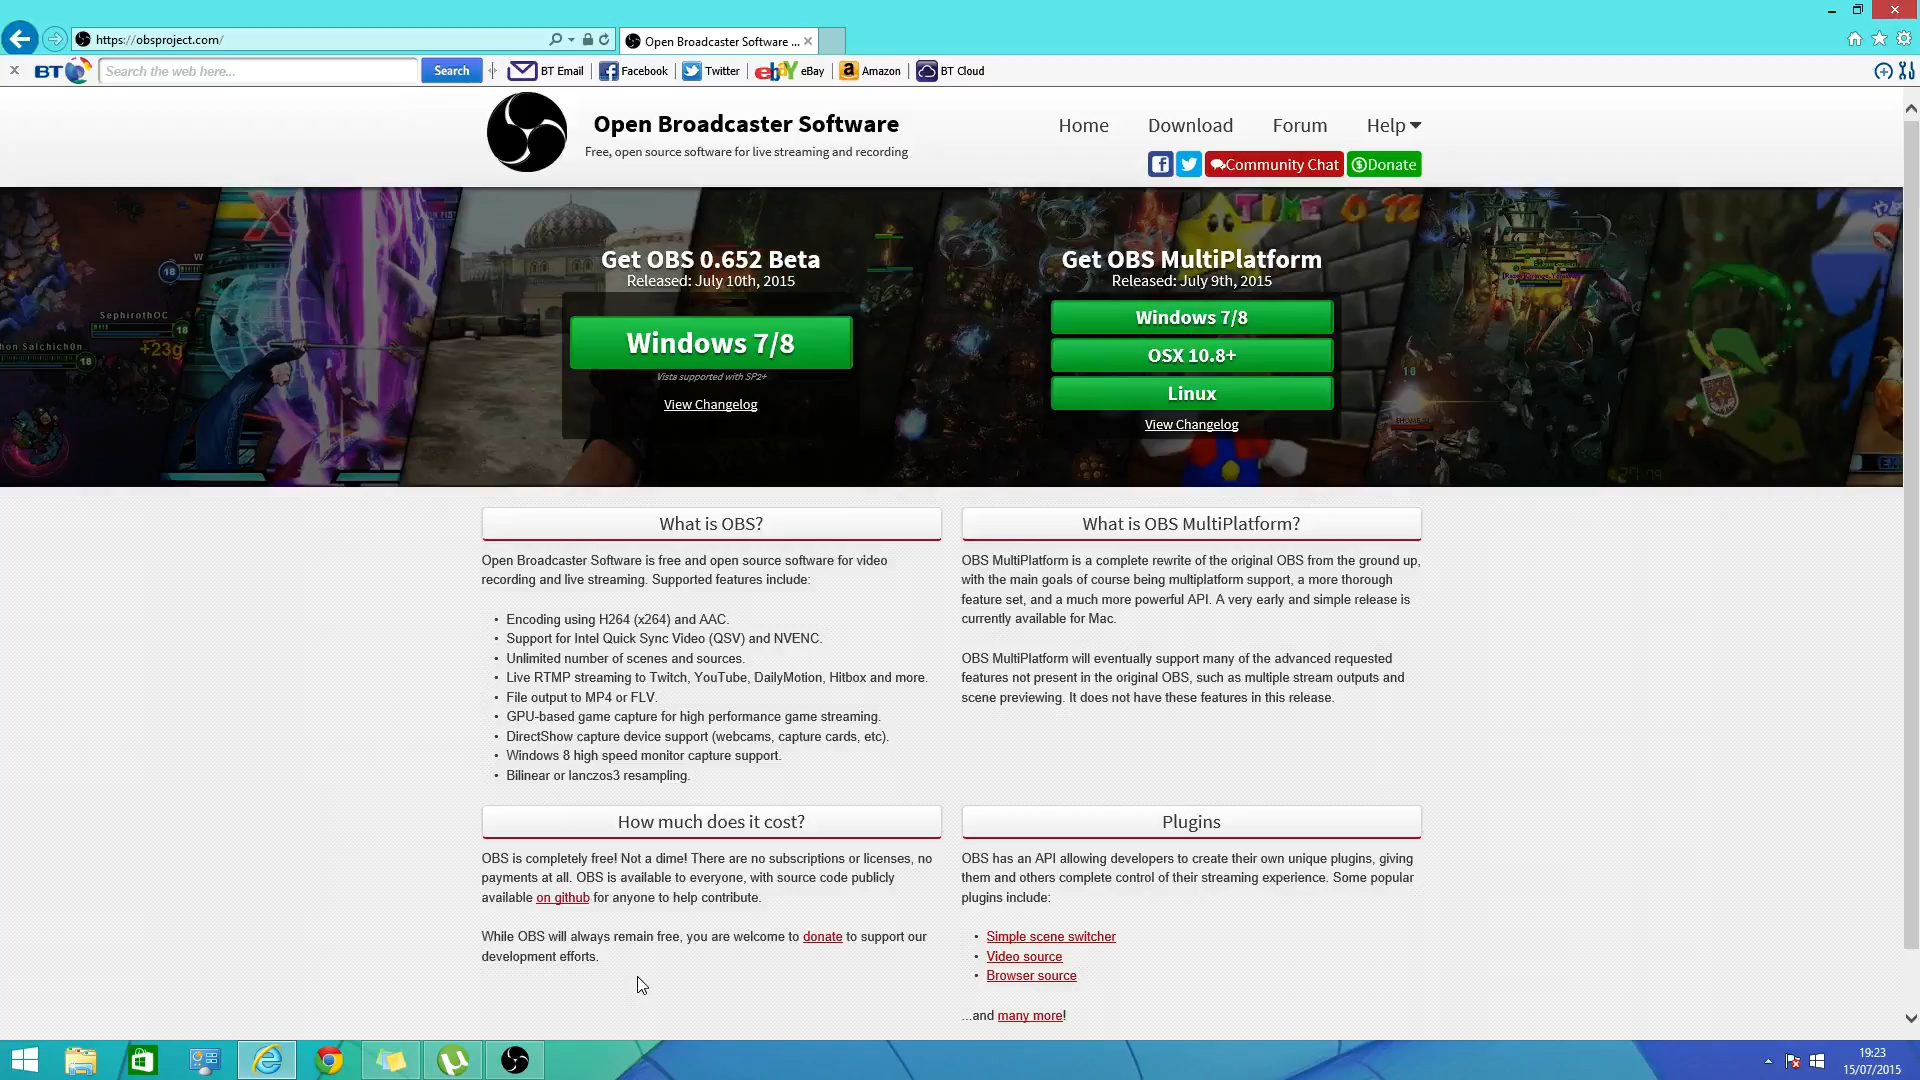 https://obsproject.com/
Open Broadcaster Software ...
BT
Search the web here...
Search
BT Email
Facebook
Twitter
ebay
eBay
Amazon
BT Cloud
Open Broadcaster Software
Free, open source software for live streaming and recording
Home
Download
Forum
Help
Community Chat
Donate
Get OBS 0.652 Beta
Released: July 10th, 2015
Windows 7/8
Vista supported with SP2+
View Changelog
Get OBS MultiPlatform
Released: July 9th, 2015
Windows 7/8
OSX 10.8+
Linux
View Changelog
TIME 0 12
18
SephirothOC
18
+23g
18
What is OBS?
Open Broadcaster Software is free and open source software for video
recording and live streaming. Supported features include:
• Encoding using H264 (x264) and AAC.
• Support for Intel Quick Sync Video (QSV) and NVENC.
• Unlimited number of scenes and sources.
• Live RTMP streaming to Twitch, YouTube, DailyMotion, Hitbox and more.
• File output to MP4 or FLV.
• GPU-based game capture for high performance game streaming.
• DirectShow capture device support (webcams, capture cards, etc).
• Windows 8 high speed monitor capture support.
• Bilinear or lanczos3 resampling.
What is OBS MultiPlatform?
OBS MultiPlatform is a complete rewrite of the original OBS from the ground up,
with the main goals of course being multiplatform support, a more thorough
feature set, and a much more powerful API. A very early and simple release is
currently available for Mac.
OBS MultiPlatform will eventually support many of the advanced requested
features not present in the original OBS, such as multiple stream outputs and
scene previewing. It does not have these features in this release.
How much does it cost?
OBS is completely free! Not a dime! There are no subscriptions or licenses, no
payments at all. OBS is available to everyone, with source code publicly
available on github for anyone to help contribute.
While OBS will always remain free, you are welcome to donate to support our
development efforts.
Plugins
OBS has an API allowing developers to create their own unique plugins, giving
them and others complete control of their streaming experience. Some popular
plugins include:
• Simple scene switcher
• Video source
• Browser source
...and many more!
19:23
15/07/2015